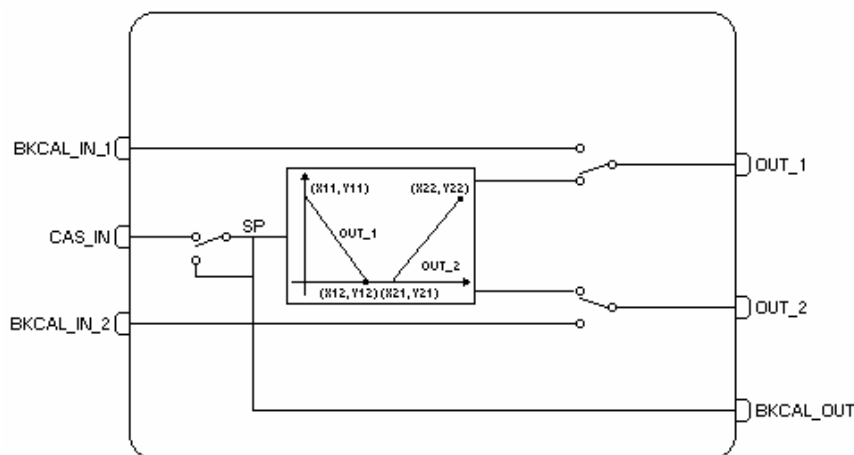 BKCAL_IN_1
OUT_1
(X11,Y11)
(X22,Y22)
CAS_IN
SP
OUT_1
OUT_2
(X12,Y12)(X21,Y21)
BKCAL_IN_2
OUT_2
BKCAL_OUT